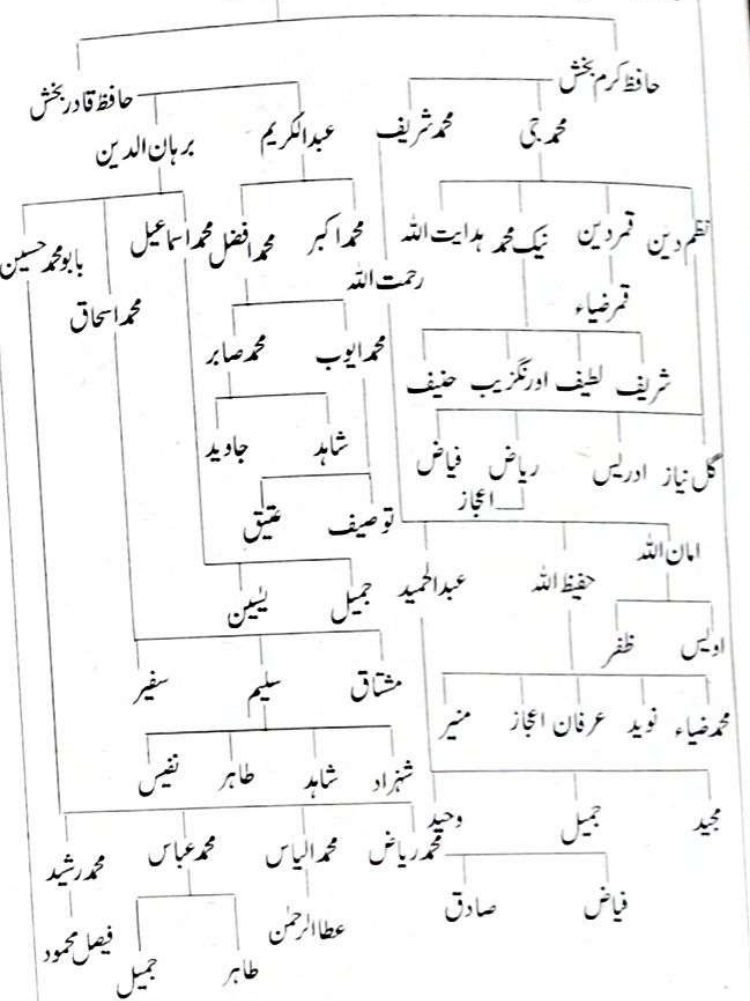 حافظ کرم بخش
حافظ قادر بخش
محمد جی محمد شریف عبدالکریم برہان الدین
نظم دین قمر دین نیک محمد ہدایت اللہ محمد اکبر محمد افضل محمد اسماعیل بابو محمد حسین
رحمت اللہ
قمر ضیاء محمد اسحاق
محمد ایوب محمد صابر
شریف لطیف اورنگزیب حنیف
شاہد جاوید
گل نیاز ادریس ریاض فیاض
اعجاز
توصیف عتیق
امان اللہ حفیظ اللہ عبدالحمید
جمیل یٰسین
اویس ظفر
مشتاق سلیم سفیر
محمد ضیاء نوید عرفان اعجاز منیر
شہزاد شاہد طاہر نفیس
مجید جمیل وحید
محمد ریاض محمد الیاس محمد عباس محمد رشید
فیاض صادق
عطاالرحمٰن فیصل محمود
طاہر جمیل